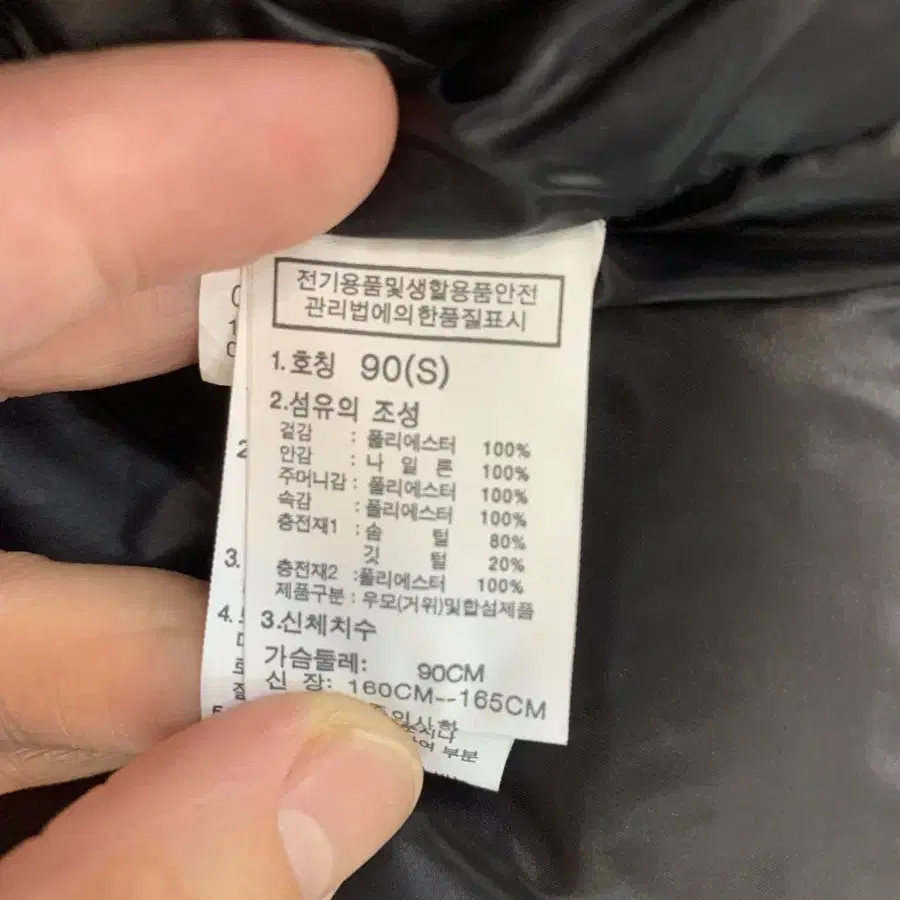 전기용품및생활용품안전
관리법에의한품질표시
1.호칭 90(S)
2.섬유의 조성
겉감 : 폴리에스터 100%
안감 : 나 일 론 100%
주머니감 : 폴리에스터 100%
속감 : 폴리에스터 100%
충전재1 : 솜 털 80%
깃 털 20%
충전재2 :폴리에스터 100%
제품구분 : 우모(거위)및합섬제품
3.신체치수
가슴둘레: 90CM
신 장: 160CM--165CM
부분
2
3.
4.